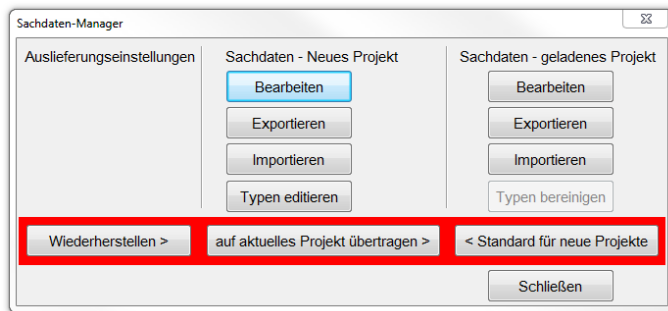 Sachdaten-Manager
Auslieferungseinstellungen
Sachdaten - Neues Projekt
Sachdaten - geladenes Projekt
Bearbeiten
Bearbeiten
Exportieren
Exportieren
Importieren
Importieren
Typen editieren
Typen bereinigen
Wiederherstellen >
auf aktuelles Projekt übertragen >
< Standard für neue Projekte
Schließen